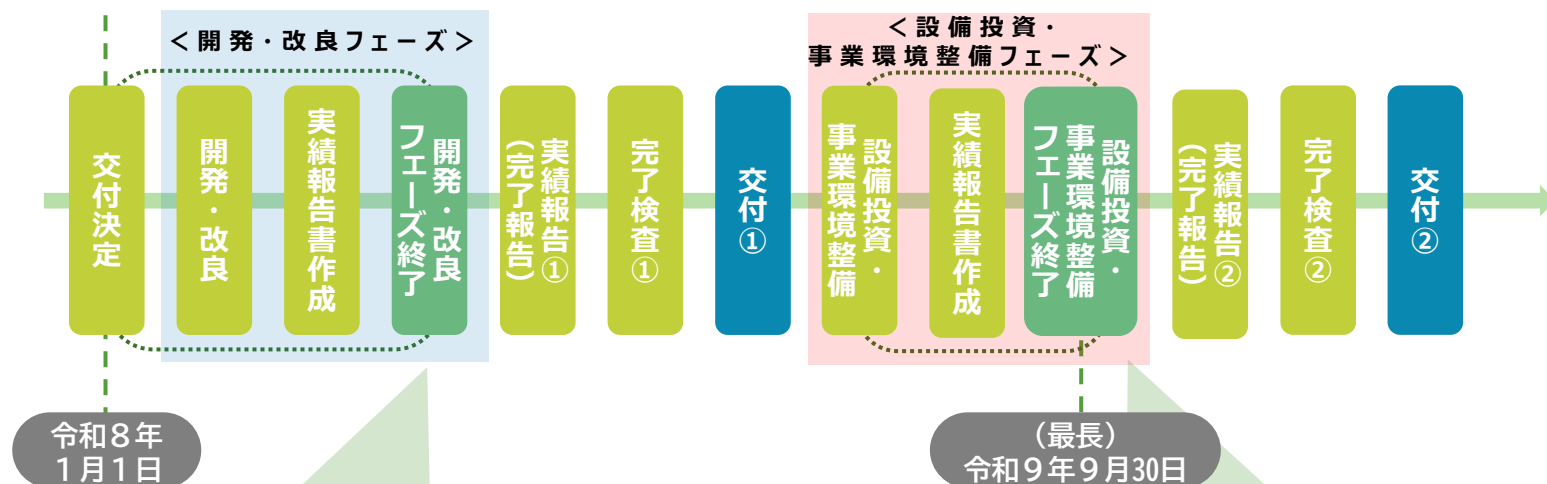 ＜開発・改良フェーズ＞
＜設備投資・
事業環境整備フェーズ＞
交付決定
開発・改良
実績報告書作成
開発・改良
フェーズ終了
実績報告①
（完了報告）
完了検査①
交付①
設備投資・
事業環境整備
実績報告書作成
設備投資・
事業環境整備
フェーズ終了
実績報告②
（完了報告）
完了検査②
交付②
令和８年
１月１日
（最長）
令和９年９月30日